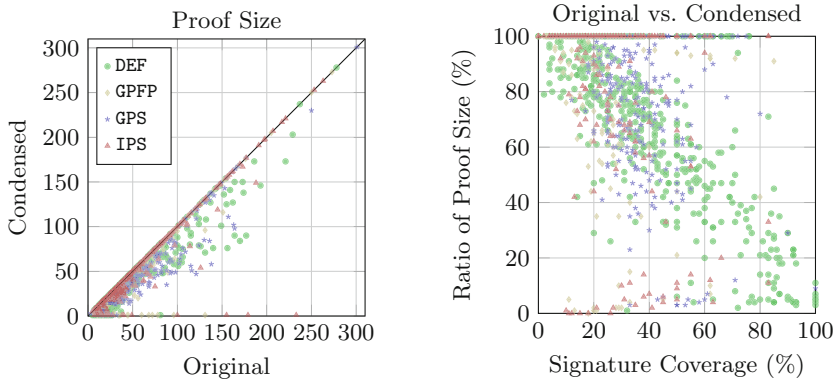 Proof Size
300
250
200
150
100
50
0
0 50 100 150 200 250 300
Original
Condensed
DEF
GPFP
GPS
IPS
Original vs. Condensed
100
80
60
40
20
0
0 20 40 60 80 100
Signature Coverage (%)
Ratio of Proof Size (%)